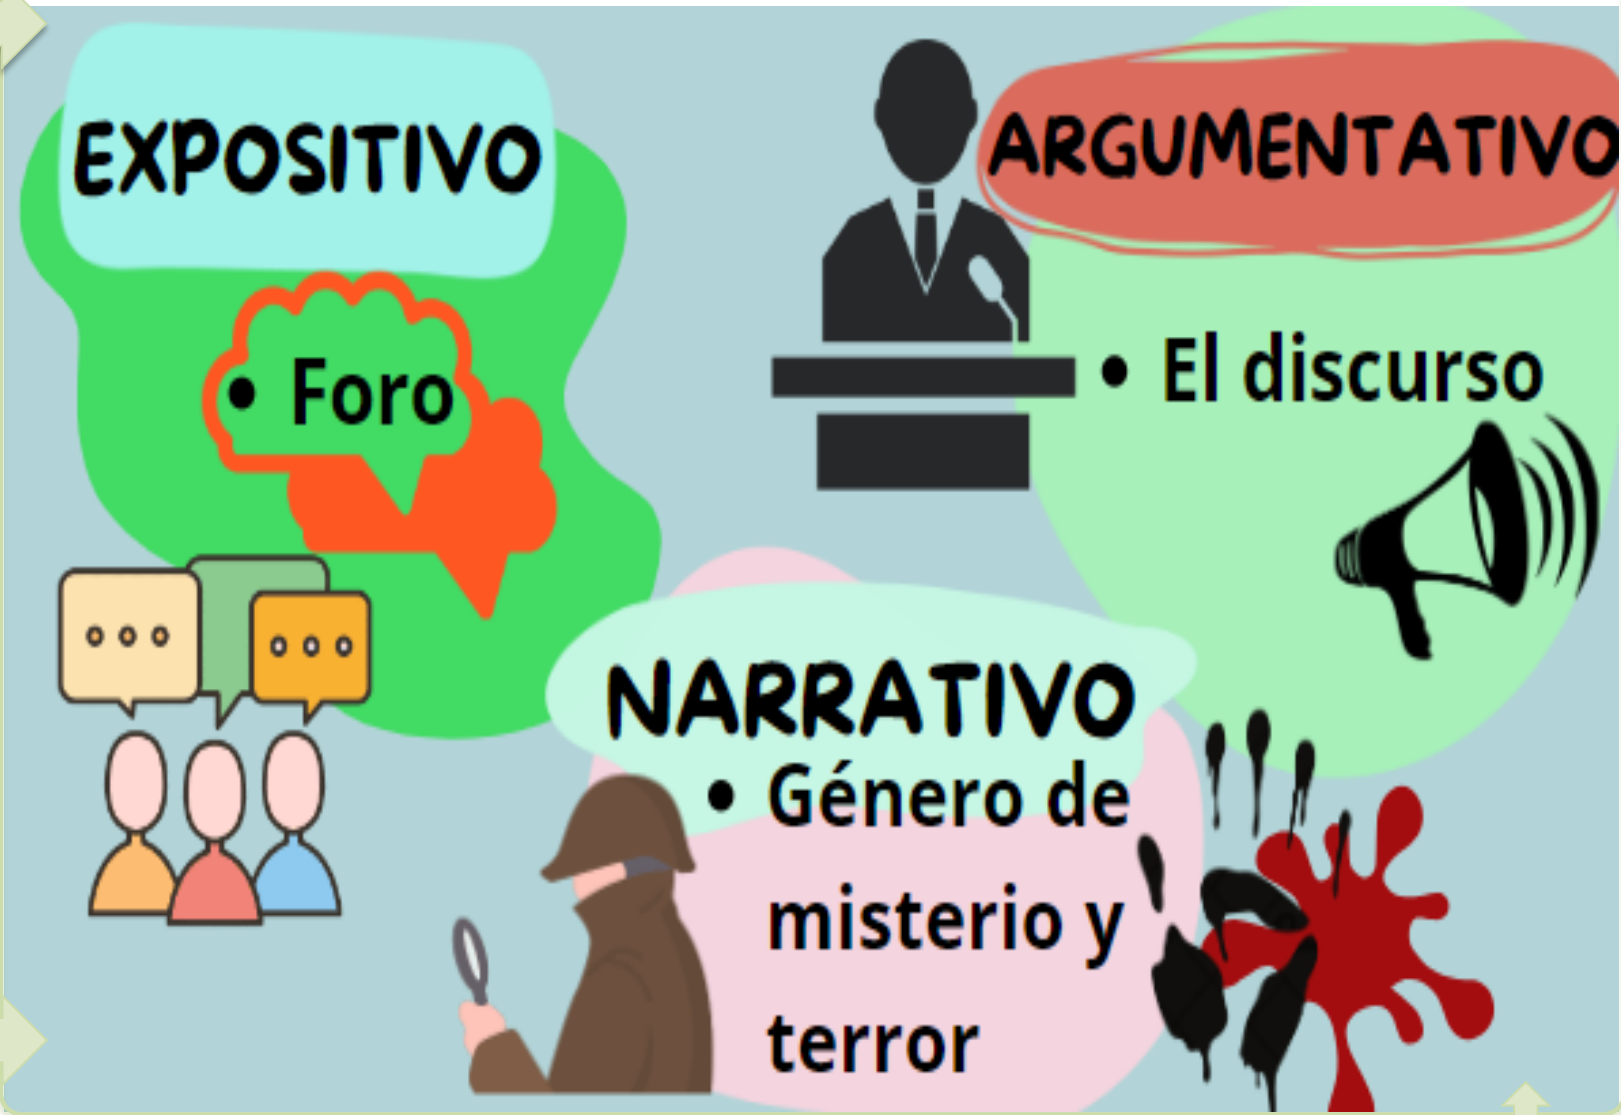 EXPOSITIVO
• Foro
ARGUMENTATIVO
• El discurso
NARRATIVO
• Género de
misterio y
terror